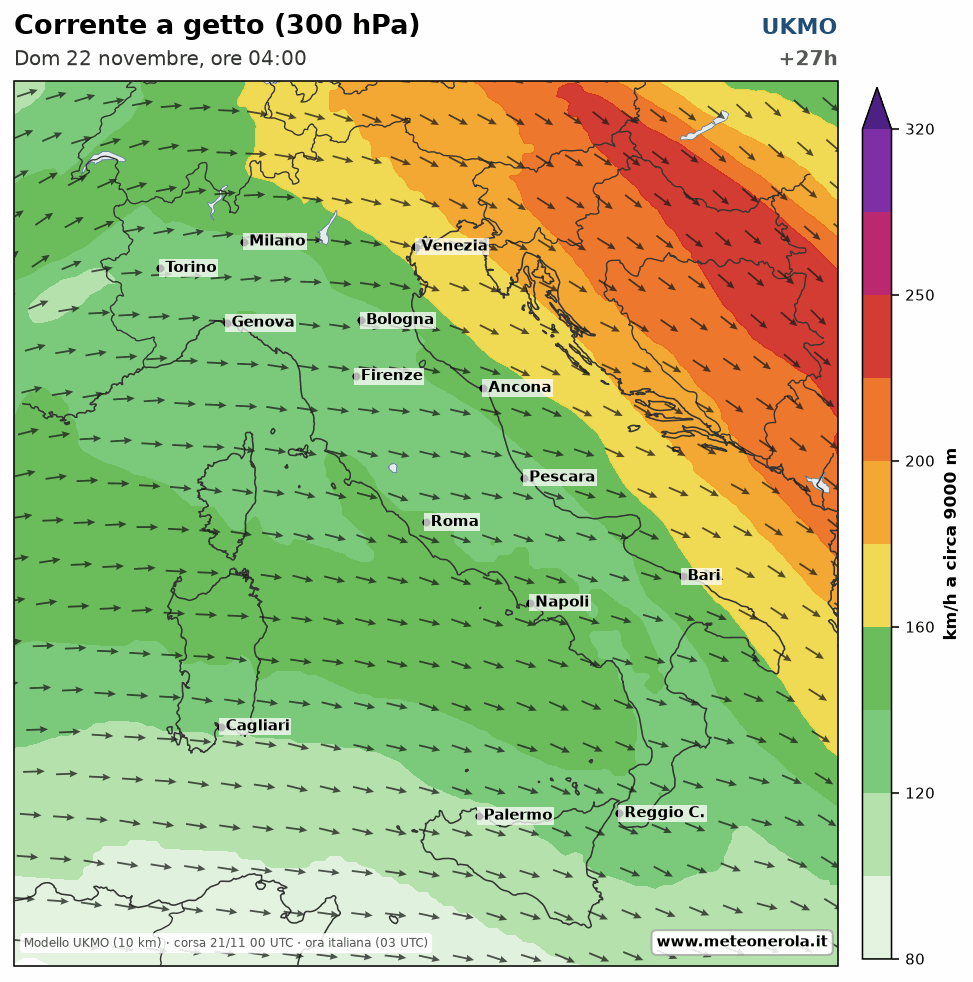 Corrente a getto (300 hPa)
UKMO
Dom 22 novembre, ore 04:00
+27h
320
Milano
Venezia
Torino
250
Bologna
Genova
Firenze
Ancona
200
Pescara
Roma
km/h a circa 9000 m
Bari
Napoli
160
Cagliari
120
Palermo
Reggio C.
Modello UKMO (10 km) · corsa 21/11 00 UTC · ora italiana (03 UTC)
www.meteonerola.it
80